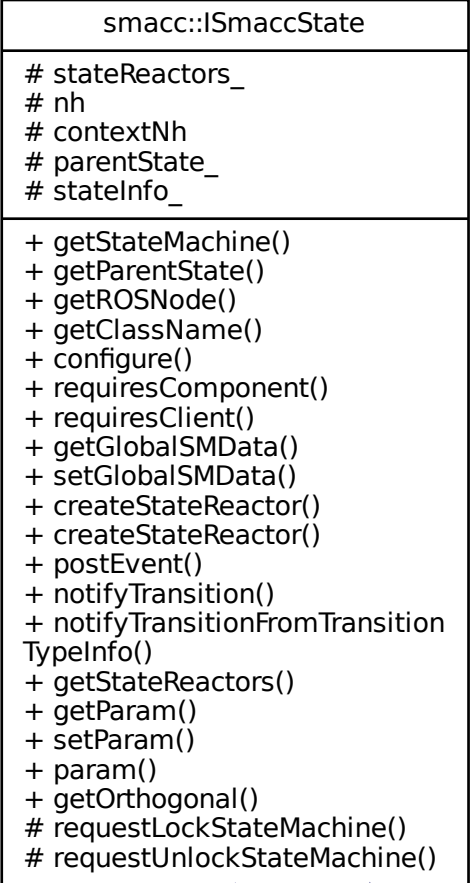 smacc::ISmaccState
# stateReactors_
# nh
# contextNh
# parentState_
# stateInfo_
+ getStateMachine()
+ getParentState()
+ getROSNode()
+ getClassName()
+ configure()
+ requiresComponent()
+ requiresClient()
+ getGlobalSMData()
+ setGlobalSMData()
+ createStateReactor()
+ createStateReactor()
+ postEvent()
+ notifyTransition()
+ notifyTransitionFromTransition
TypeInfo()
+ getStateReactors()
+ getParam()
+ setParam()
+ param()
+ getOrthogonal()
# requestLockStateMachine()
# requestUnlockStateMachine()